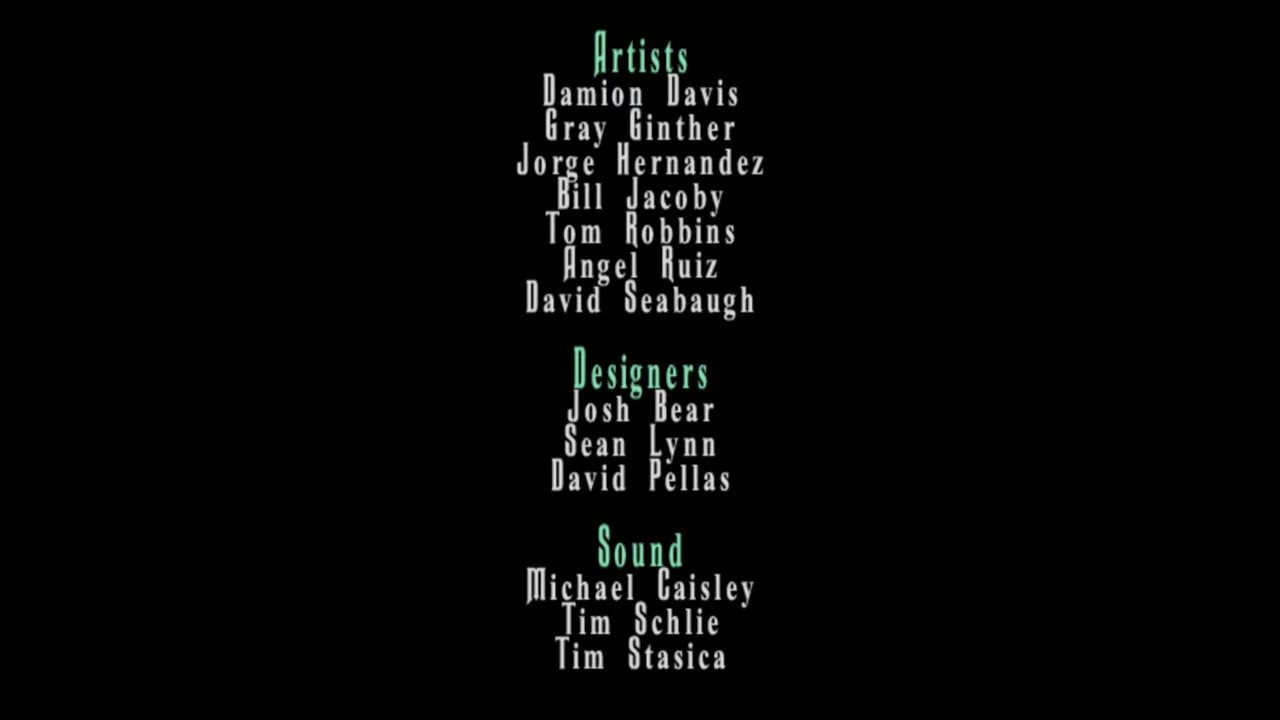 Artists
Damion Davis
Gray Ginther
Jorge Hernandez
Bill Jacoby
Tom Robbins
Angel Ruiz
David Seabaugh
Designers
Josh Bear
Sean Lynn
David Pellas
Sound
Michael Caisley
Tim Schlie
Tim Stasica